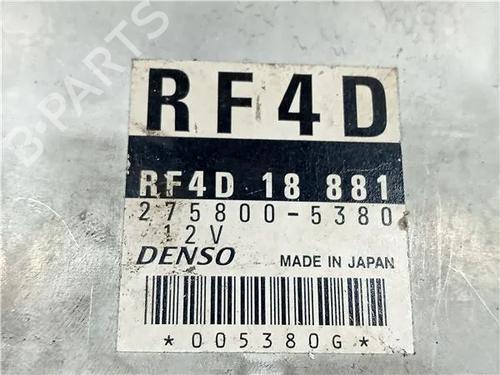 RF4D
RF4D 18 881
275800-5380
12V
DENSO MADE IN JAPAN
*005380G*
B-PARTS